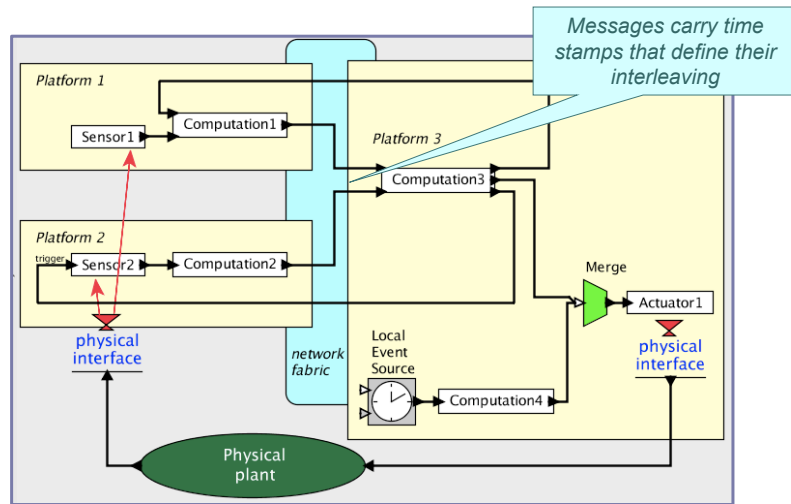 Messages carry time
stamps that define their
interleaving
Platform 1
Computation1
Sensor1
Platform 3
Computation3
Platform 2
trigger
Sensor2
Computation2
Merge
Actuator1
physical
interface
network
fabric
Local
Event
Source
physical
interface
Computation4
Physical
plant